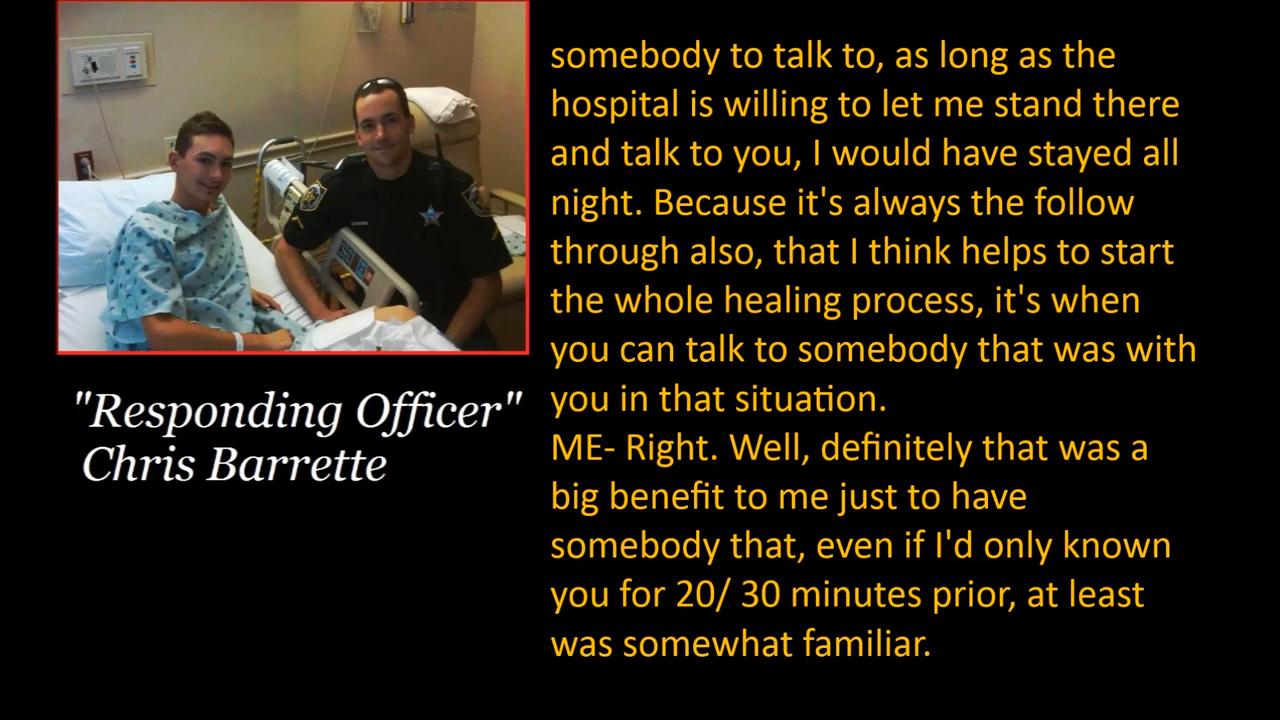 somebody to talk to, as long as the
hospital is willing to let me stand there
and talk to you, I would have stayed all
night. Because it's always the follow
through also, that I think helps to start
the whole healing process, it's when
you can talk to somebody that was with
you in that situation.
ME- Right. Well, definitely that was a
big benefit to me just to have
somebody that, even if I'd only known
you for 20/ 30 minutes prior, at least
was somewhat familiar.
"Responding Officer"
Chris Barrette